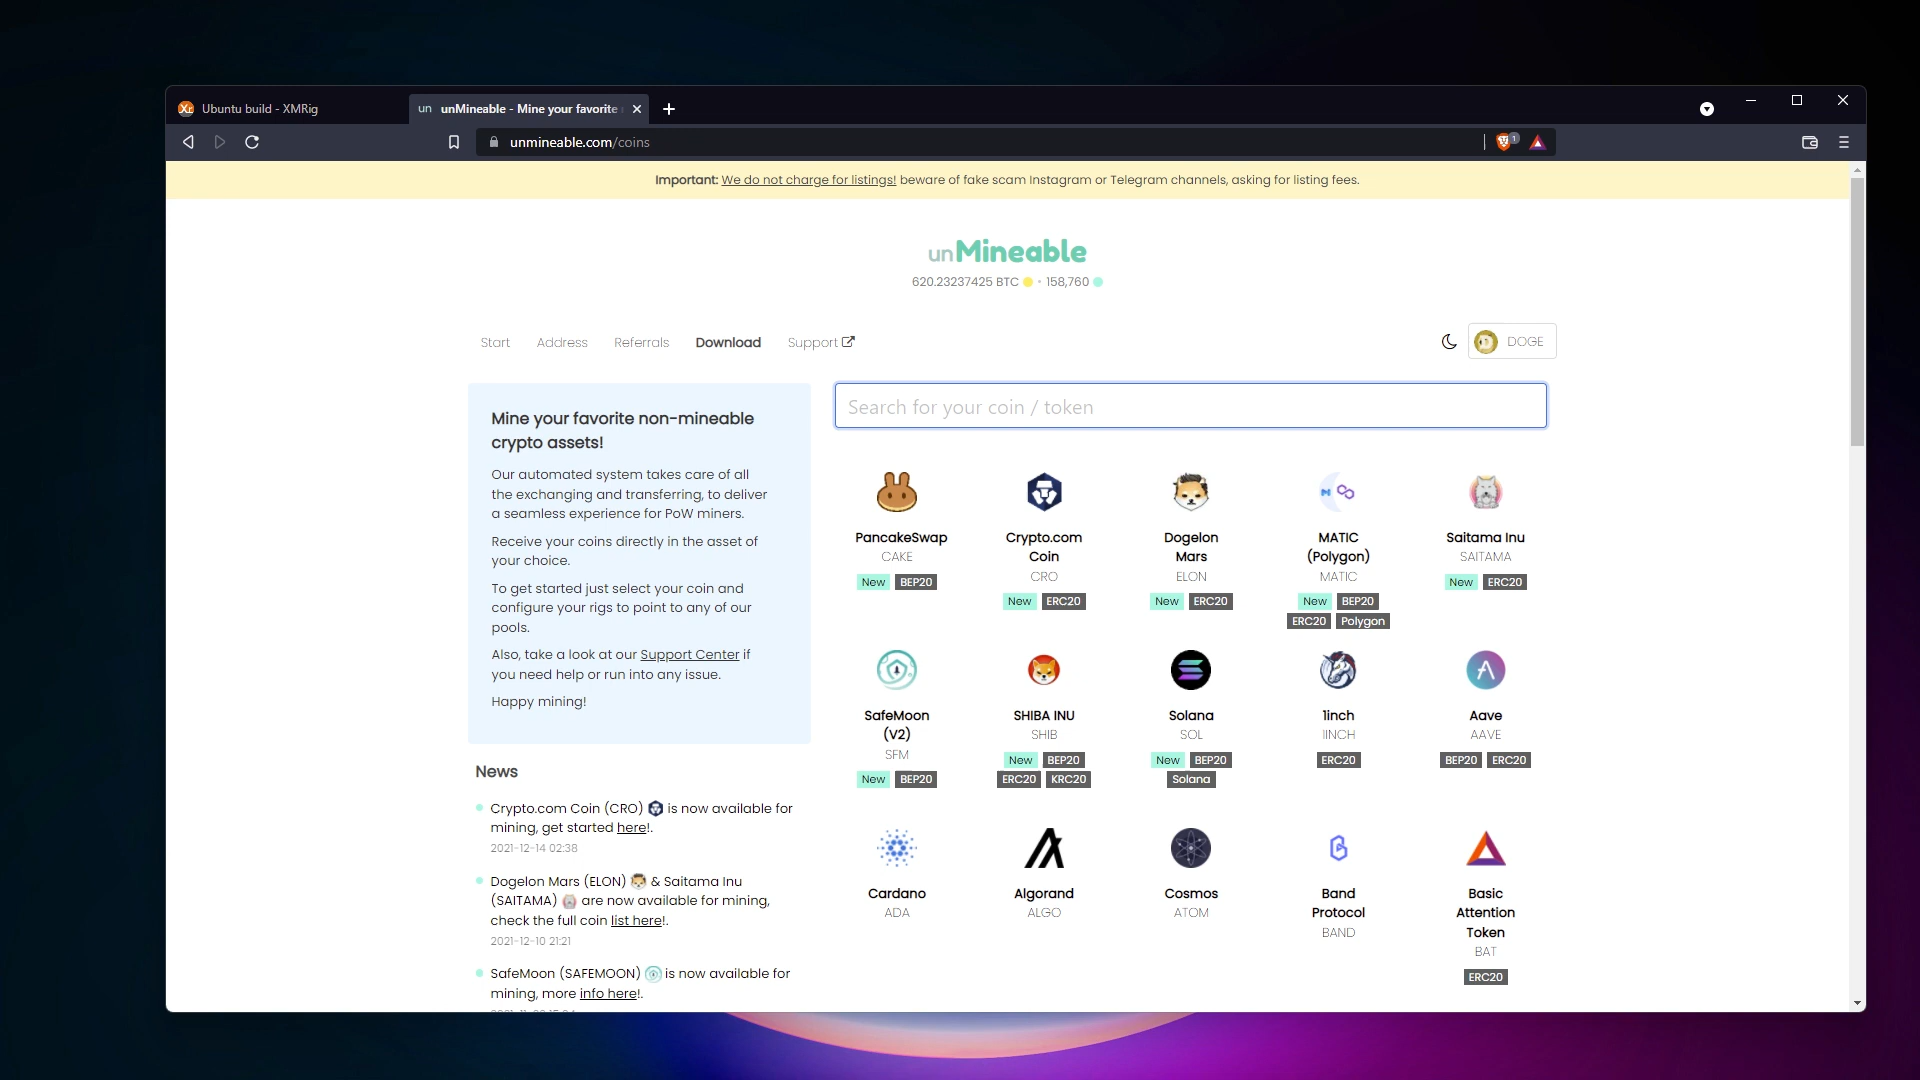 Ubuntu build - XMRig
un unMineable - Mine your favorite
unmineable.com/coins
1
Important: We do not charge for listings! beware of fake scam Instagram or Telegram channels, asking for listing fees.
unMineable
620.23237425 BTC • 158,760
Start Address Referrals Download Support
DOGE
Mine your favorite non-mineable
crypto assets!
Our automated system takes care of all
the exchanging and transferring, to deliver
a seamless experience for PoW miners.
Receive your coins directly in the asset of
your choice.
To get started just select your coin and
configure your rigs to point to any of our
pools.
Also, take a look at our Support Center if
you need help or run into any issue.
Happy mining!
News
Crypto.com Coin (CRO) is now available for
mining, get started here!.
2021-12-14 02:38
Dogelon Mars (ELON) & Saitama Inu
(SAITAMA) are now available for mining,
check the full coin list here!.
2021-12-10 21:21
SafeMoon (SAFEMOON) is now available for
mining, more info here!.
Search for your coin / token
PancakeSwap
CAKE
New BEP20
Crypto.com
Coin
CRO
New ERC20
Dogelon
Mars
ELON
New ERC20
MATIC
(Polygon)
MATIC
New BEP20
ERC20 Polygon
Saitama Inu
SAITAMA
New ERC20
SafeMoon
(V2)
SFM
New BEP20
SHIBA INU
SHIB
New BEP20
ERC20 KRC20
Solana
SOL
New BEP20
Solana
1inch
1INCH
ERC20
Aave
AAVE
BEP20 ERC20
Cardano
ADA
Algorand
ALGO
Cosmos
ATOM
Band
Protocol
BAND
Basic
Attention
Token
BAT
ERC20